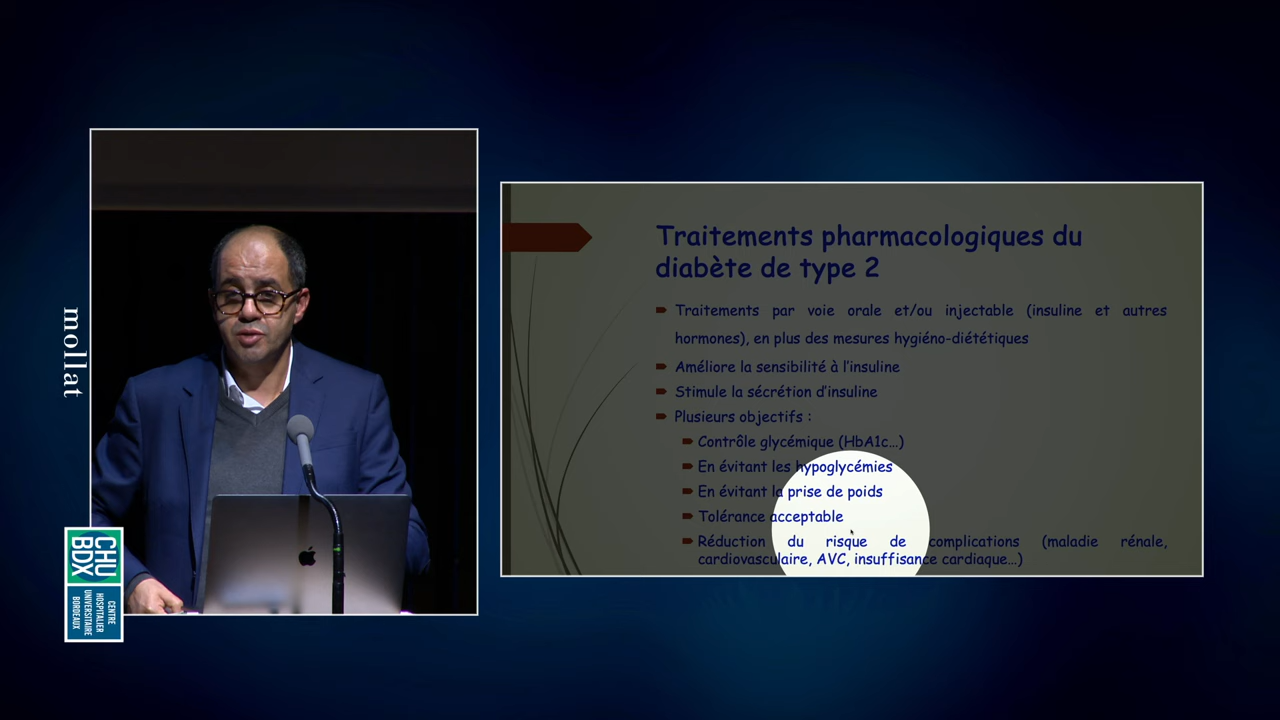 mollat
CHU
BDX
CENTRE
HOSPITALIER
UNIVERSITAIRE
BORDEAUX
Traitements pharmacologiques du
diabète de type 2
Traitements par voie orale et/ou injectable (insuline et autres
hormones), en plus des mesures hygiéno-diététiques
Améliore la sensibilité à l'insuline
Stimule la sécrétion d'insuline
Plusieurs objectifs :
Contrôle glycémique (HbA1c…)
En évitant les hypoglycémies
En évitant la prise de poids
Tolérance acceptable
Réduction du risque de complications (maladie rénale,
cardiovasculaire, AVC, insuffisance cardiaque…)